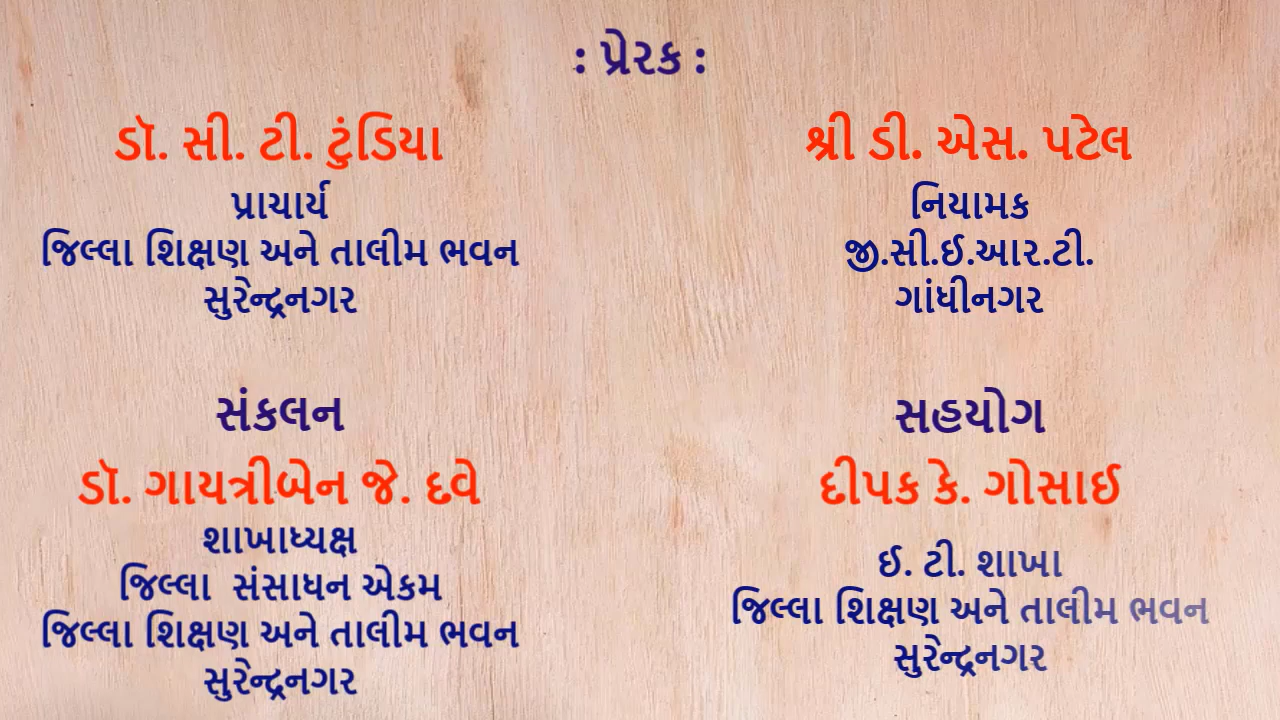 : પ્રેરક :
ડૉ. સી. ટી. ટુંડિયા
પ્રાચાર્ય
જિલ્લા શિક્ષણ અને તાલીમ ભવન
સુરેન્દ્રનગર
શ્રી ડી. એસ. પટેલ
નિયામક
જી.સી.ઈ.આર.ટી.
ગાંધીનગર
સંકલન
ડૉ. ગાયત્રીબેન જે. દવે
શાખાધ્યક્ષ
જિલ્લા સંસાધન એકમ
જિલ્લા શિક્ષણ અને તાલીમ ભવન
સુરેન્દ્રનગર
સહયોગ
દીપક કે. ગોસાઈ
ઈ. ટી. શાખા
જિલ્લા શિક્ષણ અને તાલીમ ભવન
સુરેન્દ્રનગર